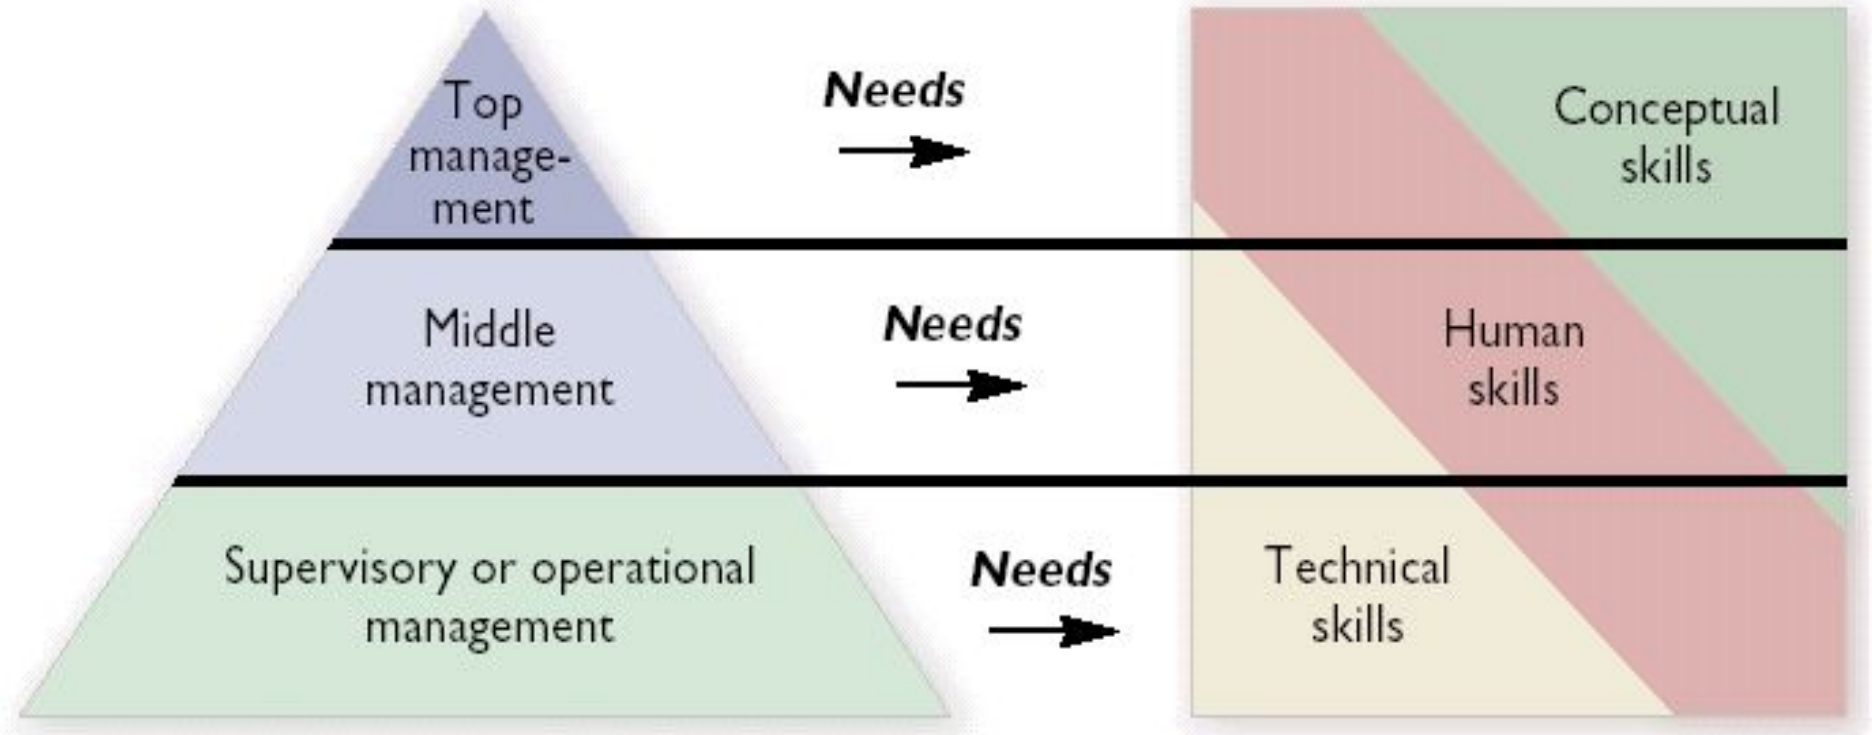 Top
manage-
ment
Needs
Conceptual
skills
Middle
management
Needs
Human
skills
Supervisory or operational
management
Needs
Technical
skills